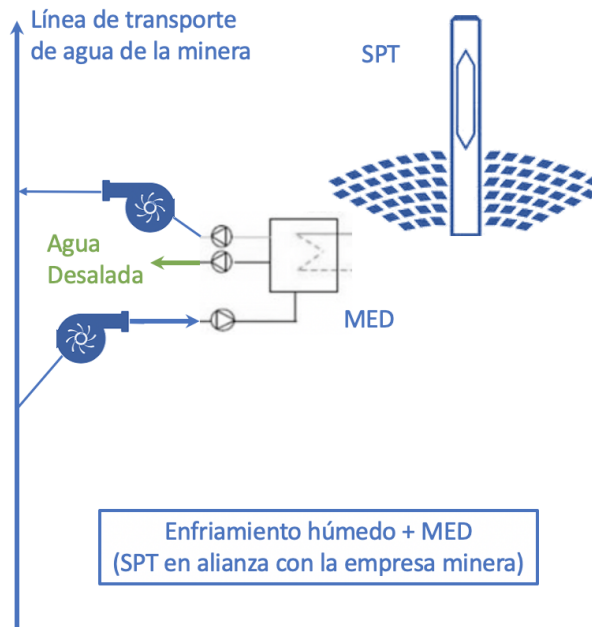 Línea de transporte
de agua de la minera
SPT
Agua
Desalada
MED
Enfriamiento húmedo + MED
(SPT en alianza con la empresa minera)